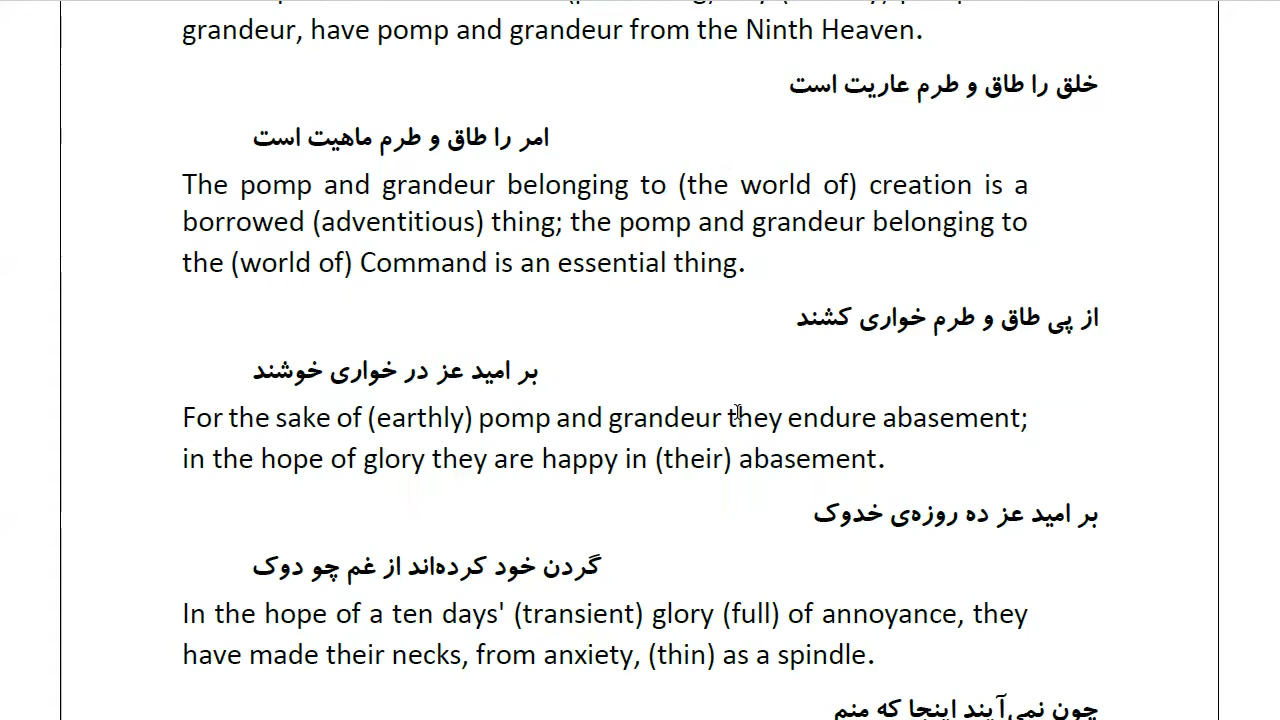 grandeur, have pomp and grandeur from the Ninth Heaven.
خلق را طاق و طرم عاریت است
امر را طاق و طرم ماهیت است
The pomp and grandeur belonging to (the world of) creation is a
borrowed (adventitious) thing; the pomp and grandeur belonging to
the (world of) Command is an essential thing.
از پی طاق و طرم خواری کشند
بر امید عز در خواری خوشند
For the sake of (earthly) pomp and grandeur they endure abasement;
in the hope of glory they are happy in (their) abasement.
بر امید عز ده روزه‌ی خدوک
گردن خود کرده‌اند از غم چو دوک
In the hope of a ten days' (transient) glory (full) of annoyance, they
have made their necks, from anxiety, (thin) as a spindle.
چون نمی‌آیند اینجا که منم